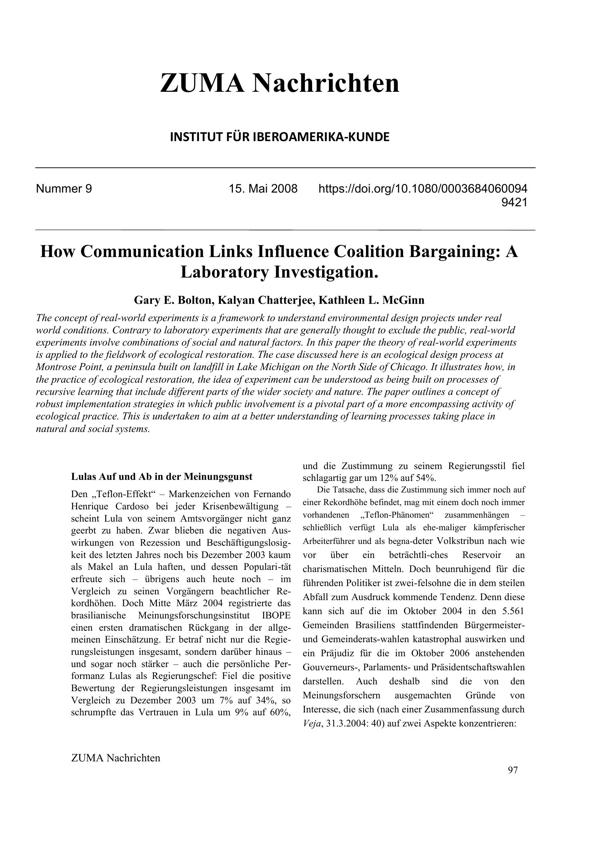 ZUMA Nachrichten
INSTITUT FÜR IBEROAMERIKA-KUNDE
Nummer 9 15. Mai 2008 https://doi.org/10.1080/0003684060094
9421
How Communication Links Influence Coalition Bargaining: A
Laboratory Investigation.
Gary E. Bolton, Kalyan Chatterjee, Kathleen L. McGinn
The concept of real-world experiments is a framework to understand environmental design projects under real
world conditions. Contrary to laboratory experiments that are generally thought to exclude the public, real-world
experiments involve combinations of social and natural factors. In this paper the theory of real-world experiments
is applied to the fieldwork of ecological restoration. The case discussed here is an ecological design process at
Montrose Point, a peninsula built on landfill in Lake Michigan on the North Side of Chicago. It illustrates how, in
the practice of ecological restoration, the idea of experiment can be understood as being built on processes of
recursive learning that include different parts of the wider society and nature. The paper outlines a concept of
robust implementation strategies in which public involvement is a pivotal part of a more encompassing activity of
ecological practice. This is undertaken to aim at a better understanding of learning processes taking place in
natural and social systems.
Lulas Auf und Ab in der Meinungsgunst
Den „Teflon-Effekt“ – Markenzeichen von Fernando
Henrique Cardoso bei jeder Krisenbewältigung –
scheint Lula von seinem Amtsvorgänger nicht ganz
geerbt zu haben. Zwar blieben die negativen Aus-
wirkungen von Rezession und Beschäftigungslosig-
keit des letzten Jahres noch bis Dezember 2003 kaum
als Makel an Lula haften, und dessen Populari-tät
erfreute sich – übrigens auch heute noch – im
Vergleich zu seinen Vorgängern beachtlicher Re-
kordhöhen. Doch Mitte März 2004 registrierte das
brasilianische Meinungsforschungsinstitut IBOPE
einen ersten dramatischen Rückgang in der allge-
meinen Einschätzung. Er betraf nicht nur die Regie-
rungsleistungen insgesamt, sondern darüber hinaus –
und sogar noch stärker – auch die persönliche Per-
formanz Lulas als Regierungschef: Fiel die positive
Bewertung der Regierungsleistungen insgesamt im
Vergleich zu Dezember 2003 um 7% auf 34%, so
schrumpfte das Vertrauen in Lula um 9% auf 60%,
und die Zustimmung zu seinem Regierungsstil fiel
schlagartig gar um 12% auf 54%.
Die Tatsache, dass die Zustimmung sich immer noch auf
einer Rekordhöhe befindet, mag mit einem doch noch immer
vorhandenen „Teflon-Phänomen“ zusammenhängen –
schließlich verfügt Lula als ehe-maliger kämpferischer
Arbeiterführer und als begna-deter Volkstribun nach wie
vor über ein beträchtli-ches Reservoir an
charismatischen Mitteln. Doch beunruhigend für die
führenden Politiker ist zwei-felsohne die in dem steilen
Abfall zum Ausdruck kommende Tendenz. Denn diese
kann sich auf die im Oktober 2004 in den 5.561
Gemeinden Brasiliens stattfindenden Bürgermeister-
und Gemeinderats-wahlen katastrophal auswirken und
ein Präjudiz für die im Oktober 2006 anstehenden
Gouverneurs-, Parlaments- und Präsidentschaftswahlen
darstellen. Auch deshalb sind die von den
Meinungsforschern ausgemachten Gründe von
Interesse, die sich (nach einer Zusammenfassung durch
Veja, 31.3.2004: 40) auf zwei Aspekte konzentrieren:
ZUMA Nachrichten
97